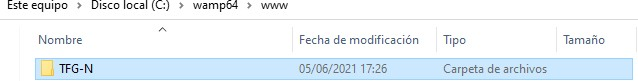 Este equipo > Disco local (C:) > wamp64 > www
Nombre Fecha de modificación Tipo Tamaño
TFG-N 05/06/2021 17:26 Carpeta de archivos